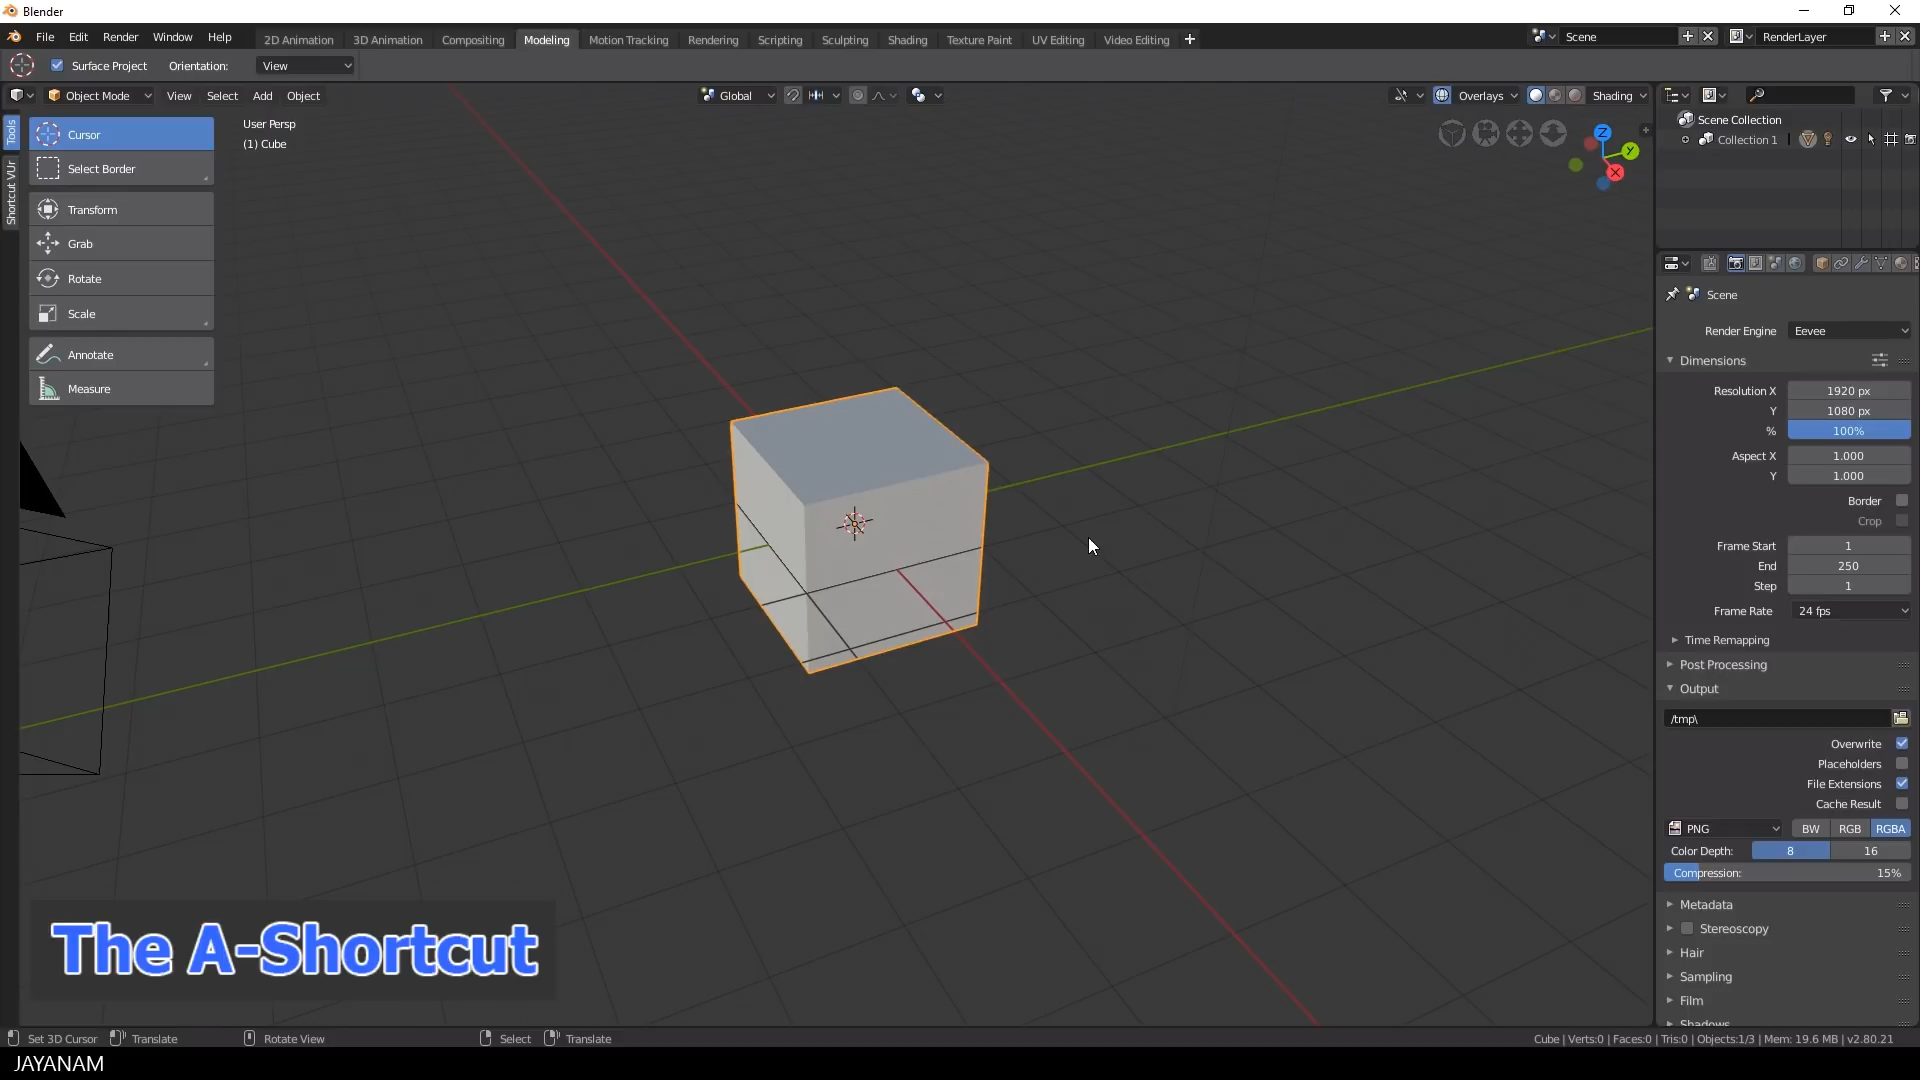 Blender
File Edit Render Window Help 2D Animation 3D Animation Compositing Modeling Motion Tracking Rendering Scripting Sculpting Shading Texture Paint UV Editing Video Editing Scene RenderLayer
Surface Project Orientation: View
Object Mode View Select Add Object Global Overlays Shading
Tools
Shortcut VUr
Cursor
Select Border
Transform
Grab
Rotate
Scale
Annotate
Measure
User Persp
(1) Cube
Z
Y
X
Scene Collection
Collection 1
Scene
Render Engine Eevee
Dimensions
Resolution X 1920 px
Y 1080 px
% 100%
Aspect X 1.000
Y 1.000
Border
Crop
Frame Start 1
End 250
Step 1
Frame Rate 24 fps
Time Remapping
Post Processing
Output
/tmp\
Overwrite
Placeholders
File Extensions
Cache Result
PNG BW RGB RGBA
Color Depth: 8 16
Compression: 15%
Metadata
Stereoscopy
Hair
Sampling
Film
Shadows
The A-Shortcut
Set 3D Cursor Translate Rotate View Select Translate Cube | Verts:0 | Faces:0 | Tris:0 | Objects:1/3 | Mem: 19.6 MB | v2.80.21
JAYANAM